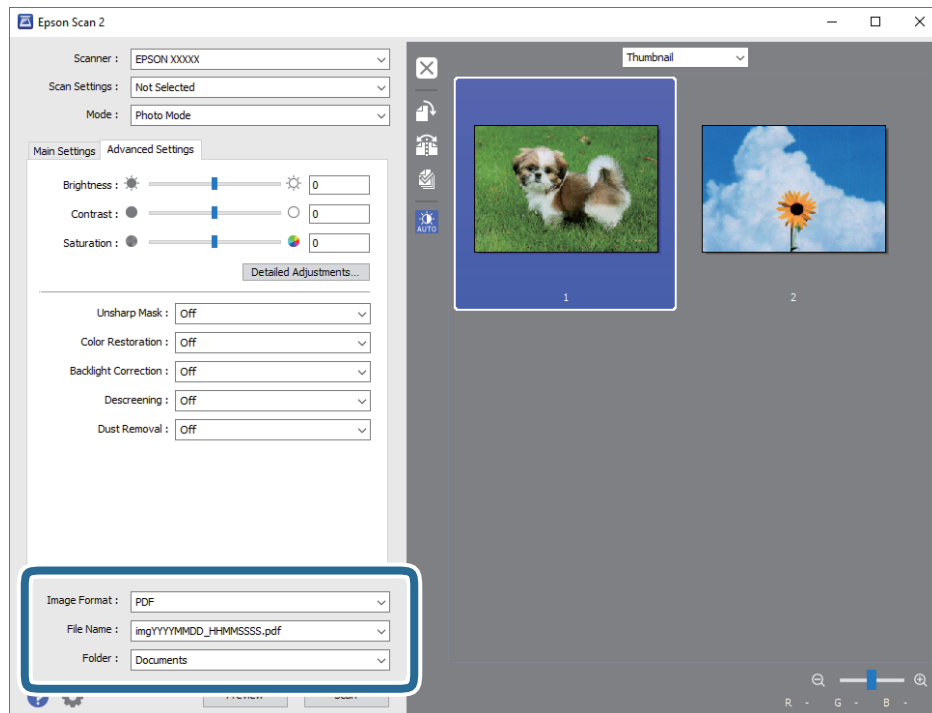 Epson Scan 2
Scanner : EPSON XXXXX
Scan Settings : Not Selected
Mode : Photo Mode
Main Settings Advanced Settings
Brightness : 0
Contrast : 0
Saturation : 0
Detailed Adjustments...
Unsharp Mask : Off
Color Restoration : Off
Backlight Correction : Off
Descreening : Off
Dust Removal : Off
Image Format : PDF
File Name : imgYYYYMMDD_HHMMSSSS.pdf
Folder : Documents
Thumbnail
AUTO
1
2
R - G - B -